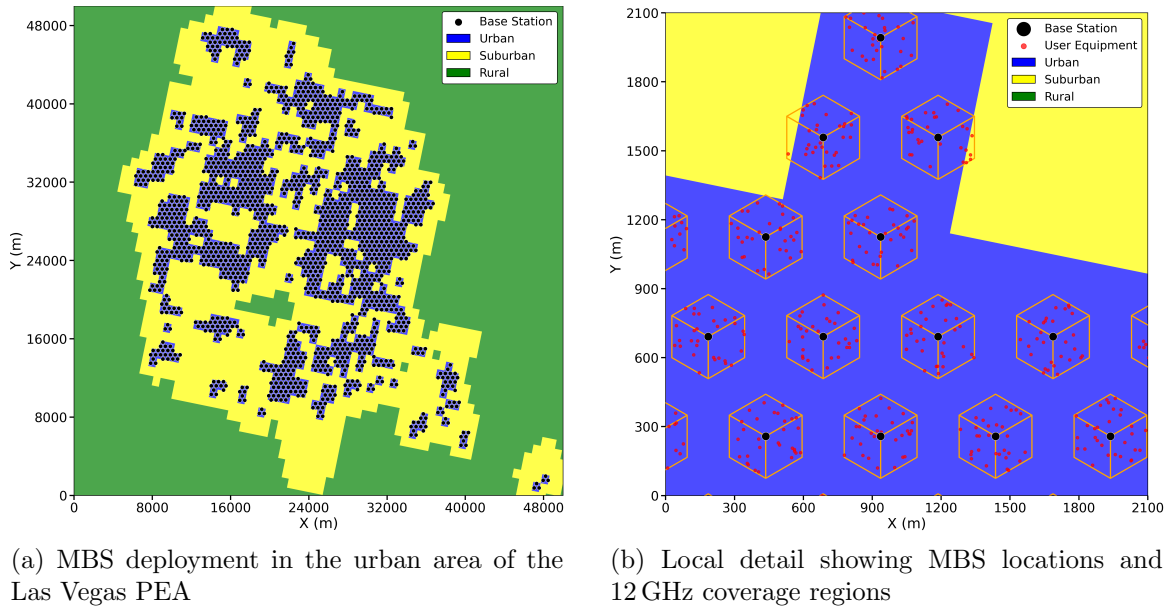 48000
40000
32000
24000
16000
8000
0
Y (m)
0 8000 16000 24000 32000 40000 48000
X (m)
Base Station
Urban
Suburban
Rural
(a) MBS deployment in the urban area of the
Las Vegas PEA
2100
1800
1500
1200
900
600
300
0
Y (m)
0 300 600 900 1200 1500 1800 2100
X (m)
Base Station
User Equipment
Urban
Suburban
Rural
(b) Local detail showing MBS locations and
12 GHz coverage regions